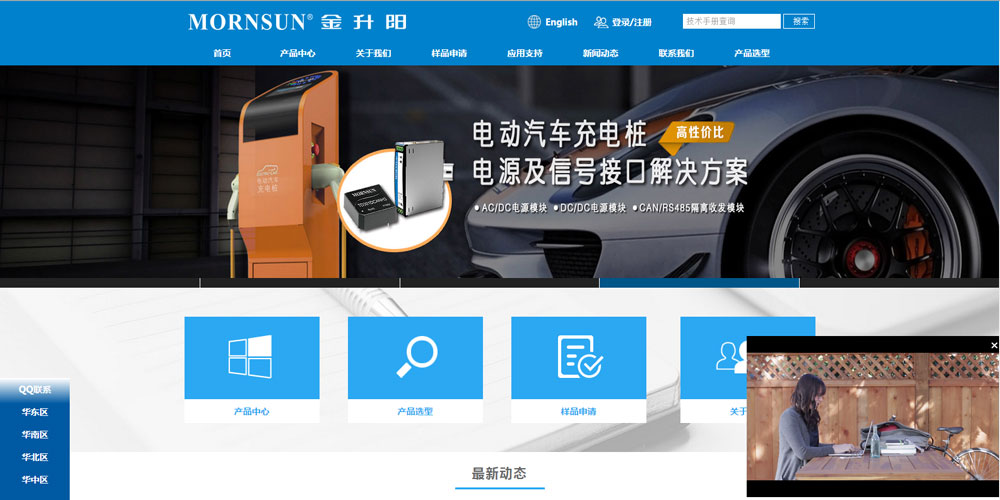 MORNSUN® 金升阳
English
登录/注册
技术手册查询
搜索
首页 产品中心 关于我们 样品申请 应用支持 新闻动态 联系我们 产品选型
电动汽车充电桩
高性价比
电源及信号接口解决方案
• AC/DC电源模块 • DC/DC电源模块 • CAN/RS485隔离收发模块
电动汽车
充电桩
MORNSUN
产品中心
产品选型
样品申请
关于
QQ联系
华东区
华南区
华北区
华中区
最新动态